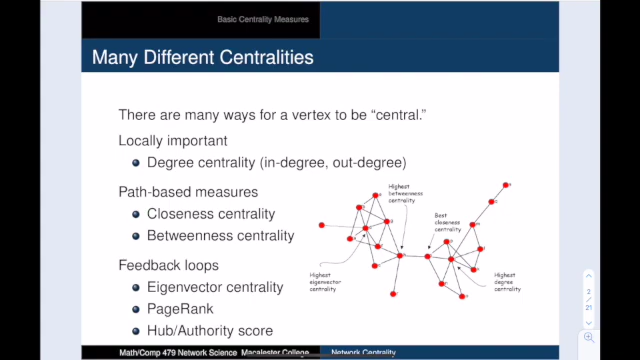 Basic Centrality Measures
Many Different Centralities
There are many ways for a vertex to be “central.”
Locally important
Degree centrality (in-degree, out-degree)
Path-based measures
Closeness centrality
Betweenness centrality
Feedback loops
Eigenvector centrality
PageRank
Hub/Authority score
Highest
betweenness
centrality
Best
closeness
centrality
Highest
eigenvector
centrality
Highest
degree
centrality
Math/Comp 479 Network Science Macalester College
Network Centrality
2
21